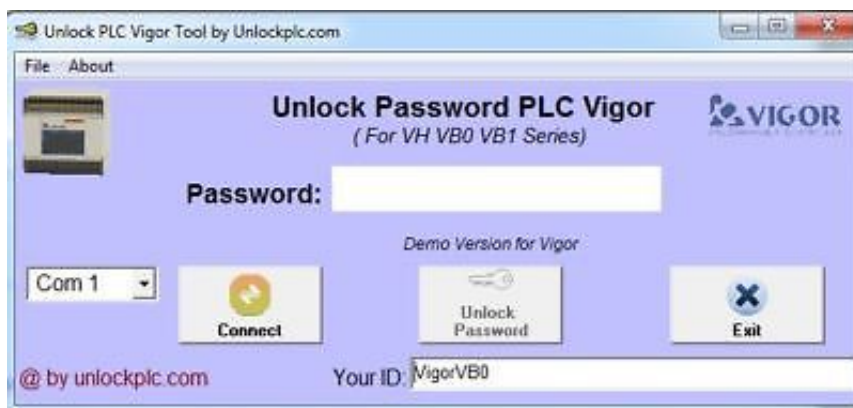 Unlock PLC Vigor Tool by Unlockplc.com
File About
Unlock Password PLC Vigor
( For VH VB0 VB1 Series)
VIGOR
Password:
Demo Version for Vigor
Com 1
Connect
Unlock
Password
Exit
@ by unlockplc.com
Your ID: VigorVB0